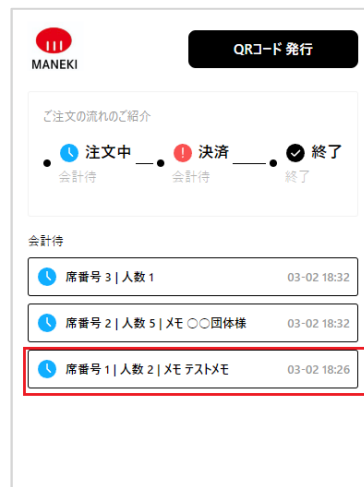 MANEKI
QRコード 発行
ご注文の流れのご紹介
注文中
会計待
決済
会計待
終了
終了
会計待
席番号 3 | 人数 1 03-02 18:32
席番号 2 | 人数 5 | メモ 〇〇団体様 03-02 18:32
席番号 1 | 人数 2 | メモ テストメモ 03-02 18:26